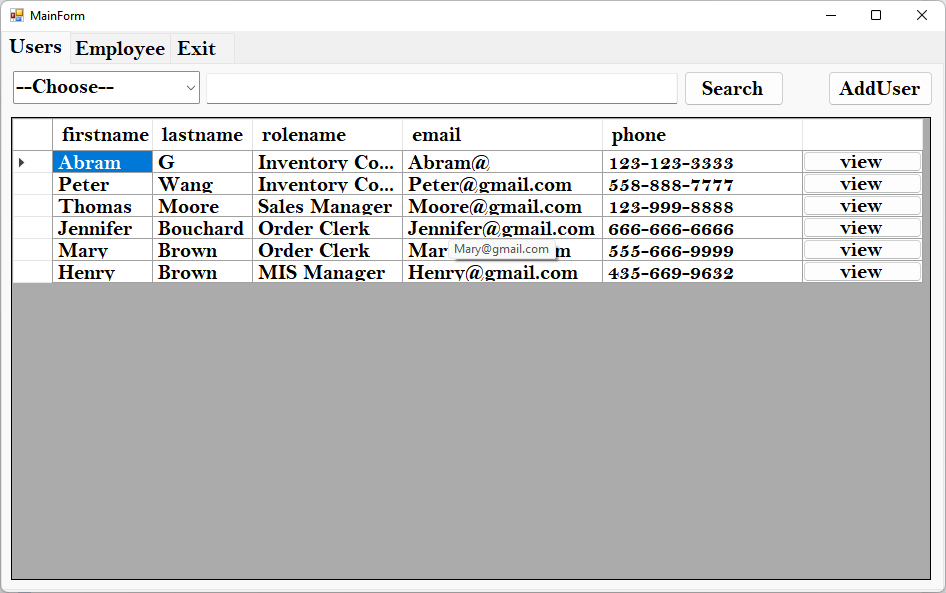 MainForm
Users Employee Exit
--Choose-- Search AddUser
firstname lastname rolename email phone
Abram G Inventory Co... Abram@ 123-123-3333 view
Peter Wang Inventory Co... Peter@gmail.com 558-888-7777 view
Thomas Moore Sales Manager Moore@gmail.com 123-999-8888 view
Jennifer Bouchard Order Clerk Jennifer@gmail.com 666-666-6666 view
Mary Brown Order Clerk Mary@gmail.com 555-666-9999 view
Henry Brown MIS Manager Henry@gmail.com 435-669-9632 view